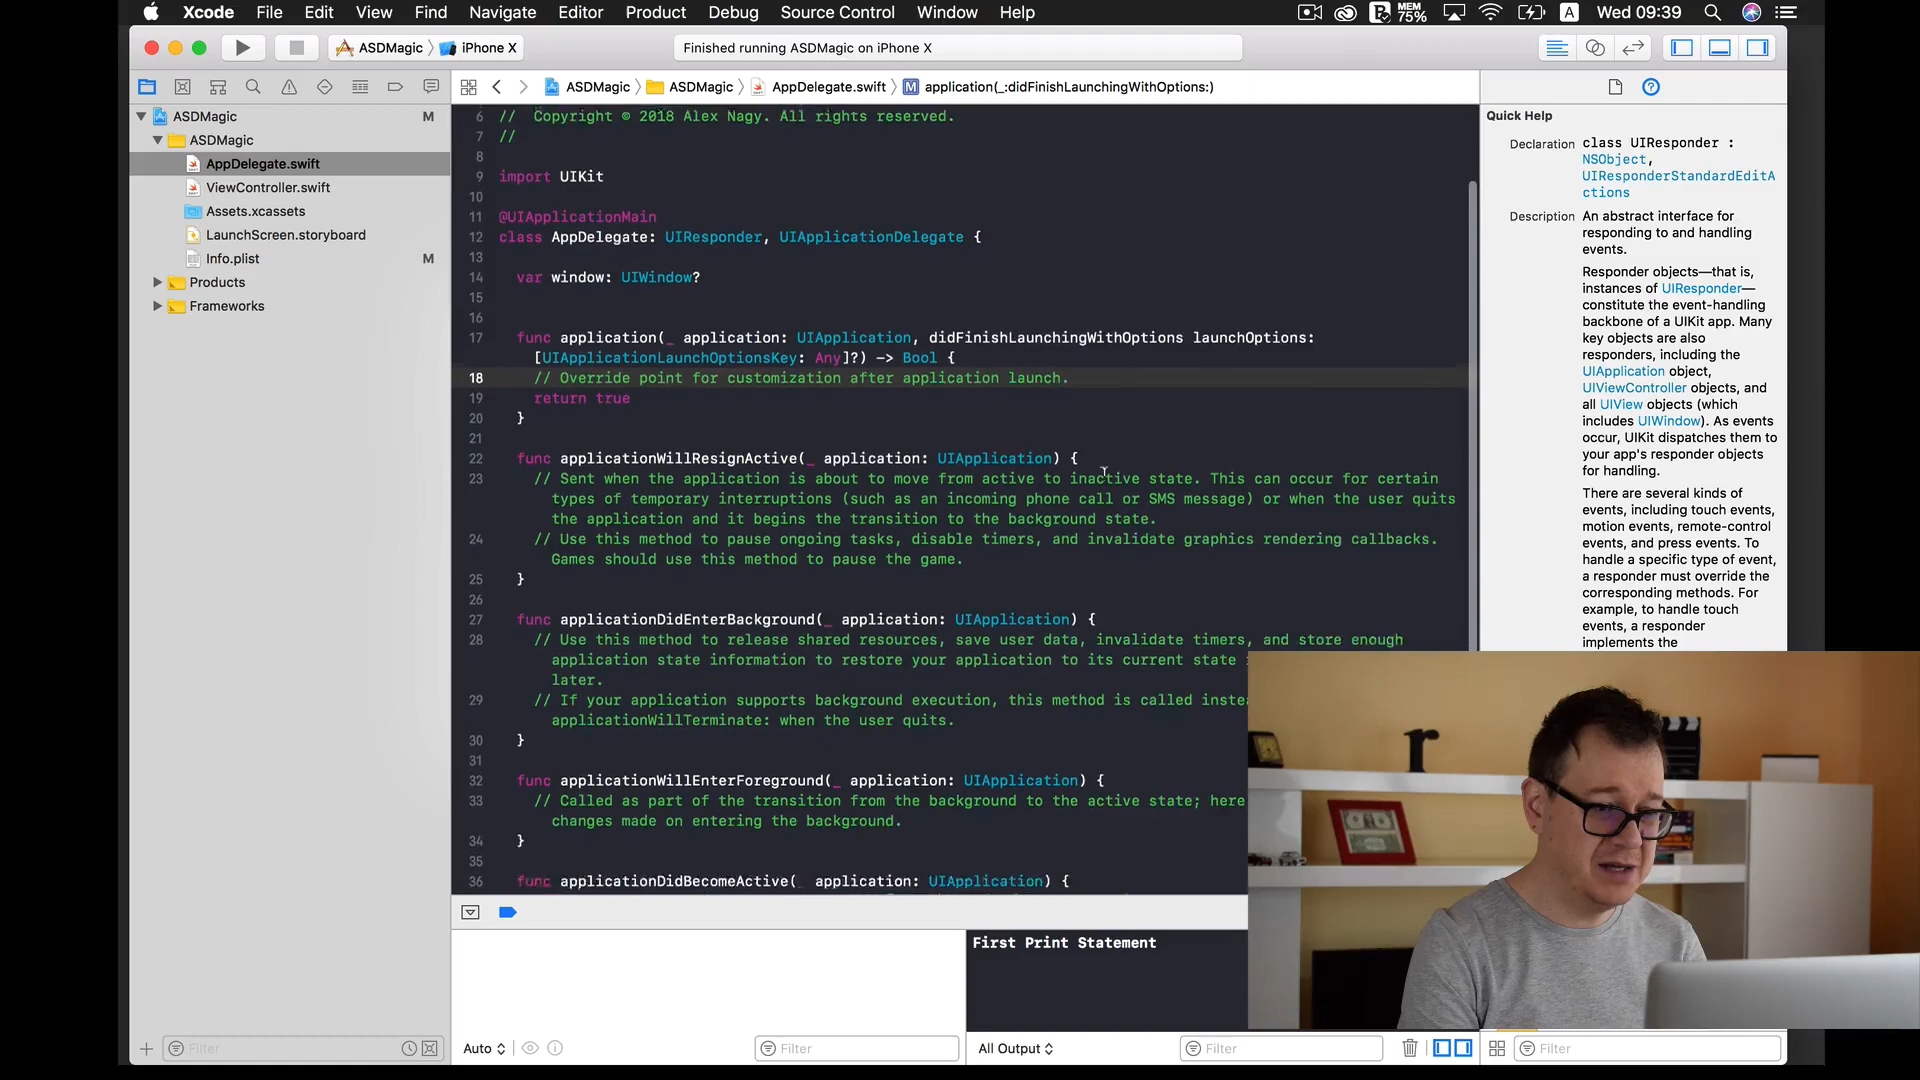 Xcode File Edit View Find Navigate Editor Product Debug Source Control Window Help MEM 75% A Wed 09:39
ASDMagic iPhone X Finished running ASDMagic on iPhone X
ASDMagic ASDMagic AppDelegate.swift M application(_:didFinishLaunchingWithOptions:)
ASDMagic M
ASDMagic
AppDelegate.swift
ViewController.swift
Assets.xcassets
LaunchScreen.storyboard
Info.plist M
Products
Frameworks
6 // Copyright © 2018 Alex Nagy. All rights reserved.
7 //
8
9 import UIKit
10
11 @UIApplicationMain
12 class AppDelegate: UIResponder, UIApplicationDelegate {
13
14 var window: UIWindow?
15
16
17 func application(_ application: UIApplication, didFinishLaunchingWithOptions launchOptions:
[UIApplicationLaunchOptionsKey: Any]?) -> Bool {
18 // Override point for customization after application launch.
19 return true
20 }
21
22 func applicationWillResignActive(_ application: UIApplication) {
23 // Sent when the application is about to move from active to inactive state. This can occur for certain
types of temporary interruptions (such as an incoming phone call or SMS message) or when the user quits
the application and it begins the transition to the background state.
24 // Use this method to pause ongoing tasks, disable timers, and invalidate graphics rendering callbacks.
Games should use this method to pause the game.
25 }
26
27 func applicationDidEnterBackground(_ application: UIApplication) {
28 // Use this method to release shared resources, save user data, invalidate timers, and store enough
application state information to restore your application to its current state
later.
29 // If your application supports background execution, this method is called
applicationWillTerminate: when the user quits.
30 }
31
32 func applicationWillEnterForeground(_ application: UIApplication) {
33 // Called as part of the transition from the background to the active state; here
changes made on entering the background.
34 }
35
36 func applicationDidBecomeActive(_ application: UIApplication) {
Quick Help
Declaration class UIResponder :
NSObject,
UIResponderStandardEditA
ctions
Description An abstract interface for
responding to and handling
events.
Responder objects—that is,
instances of UIResponder—
constitute the event-handling
backbone of a UIKit app. Many
key objects are also
responders, including the
UIApplication object,
UIViewController objects, and
all UIView objects (which
includes UIWindow). As events
occur, UIKit dispatches them to
your app's responder objects
for handling.
There are several kinds of
events, including touch events,
motion events, remote-control
events, and press events. To
handle a specific type of event,
a responder must override the
corresponding methods. For
example, to handle touch
events, a responder
implements the
First Print Statement
Filter Auto Filter All Output Filter Filter